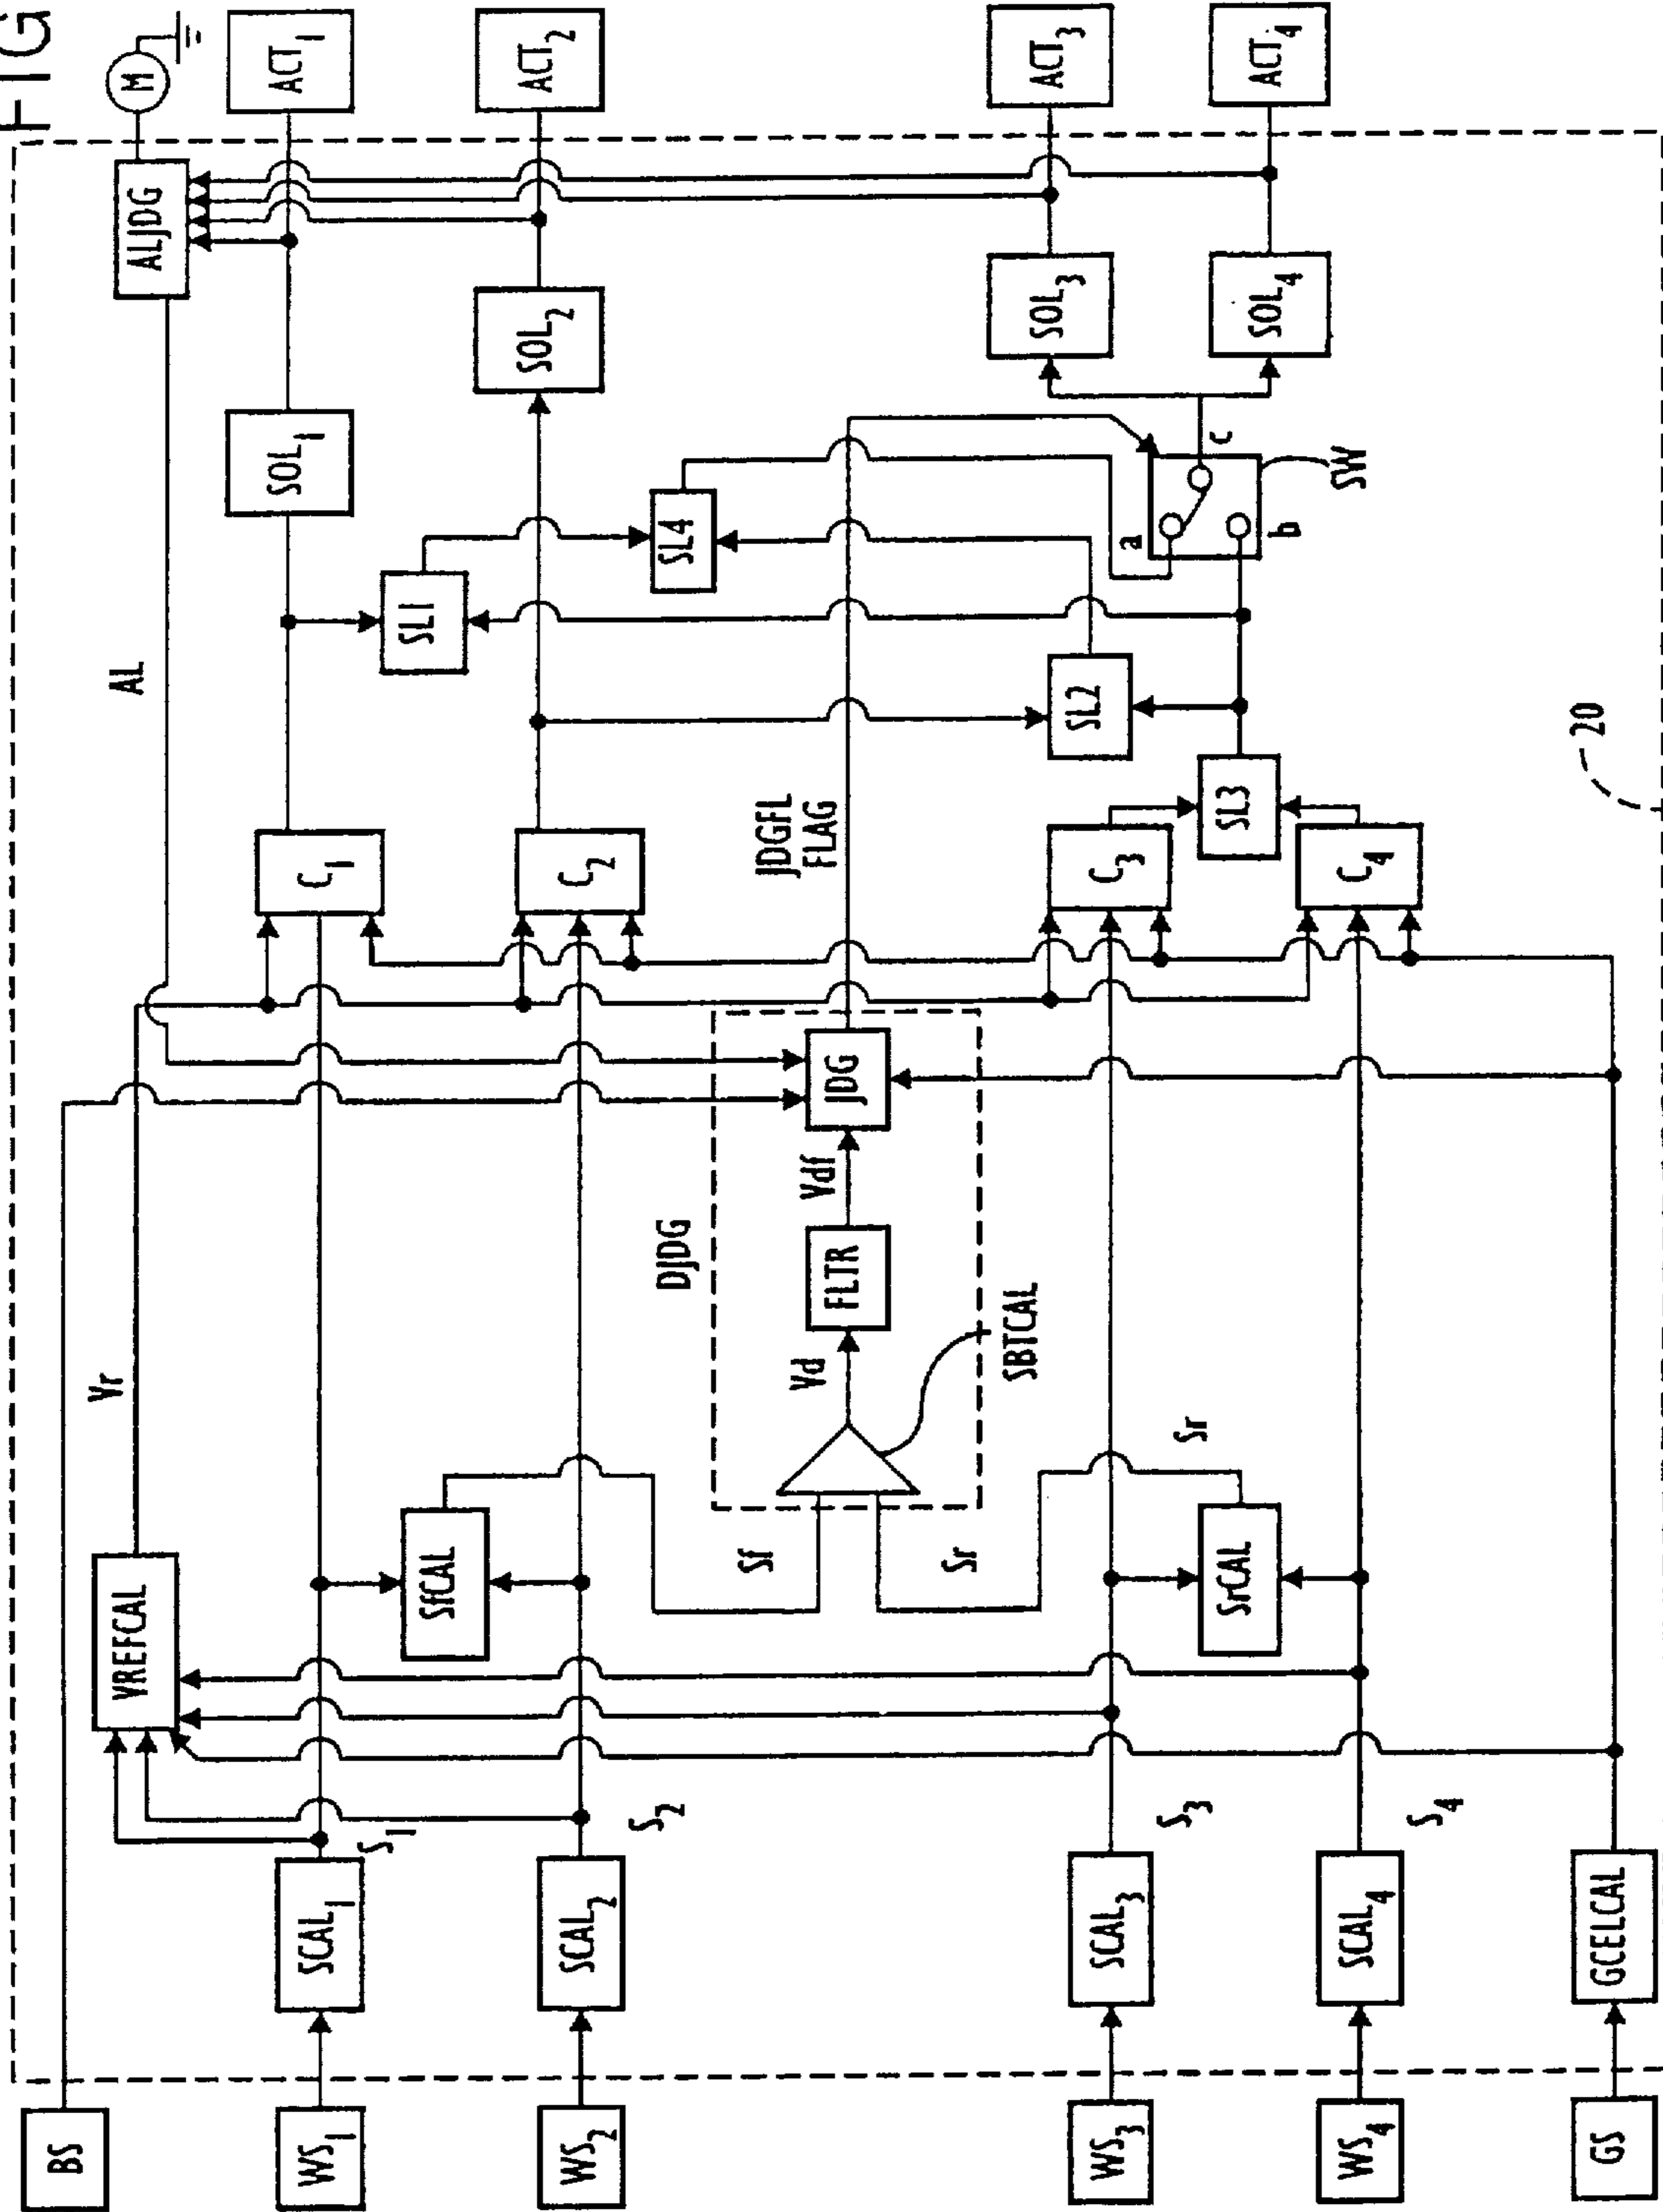 FIG
BS
WS1
WS2
WS3
WS4
GS
SCAL1
SCAL2
SCAL3
SCAL4
GCELCAL
S1
S2
S3
S4
VREFCAL
SfCAL
SrCAL
Vr
Sf
Sr
Sr
SBTCAL
Vd
FLTR
Vdf
JDG
DJDG
C1
C2
C3
C4
JDGFL
FLAG
AL
SL1
SL2
SL3
SL4
a
b
c
SW
20
SOL1
SOL2
SOL3
SOL4
ALJDG
M
ACT1
ACT2
ACT3
ACT4